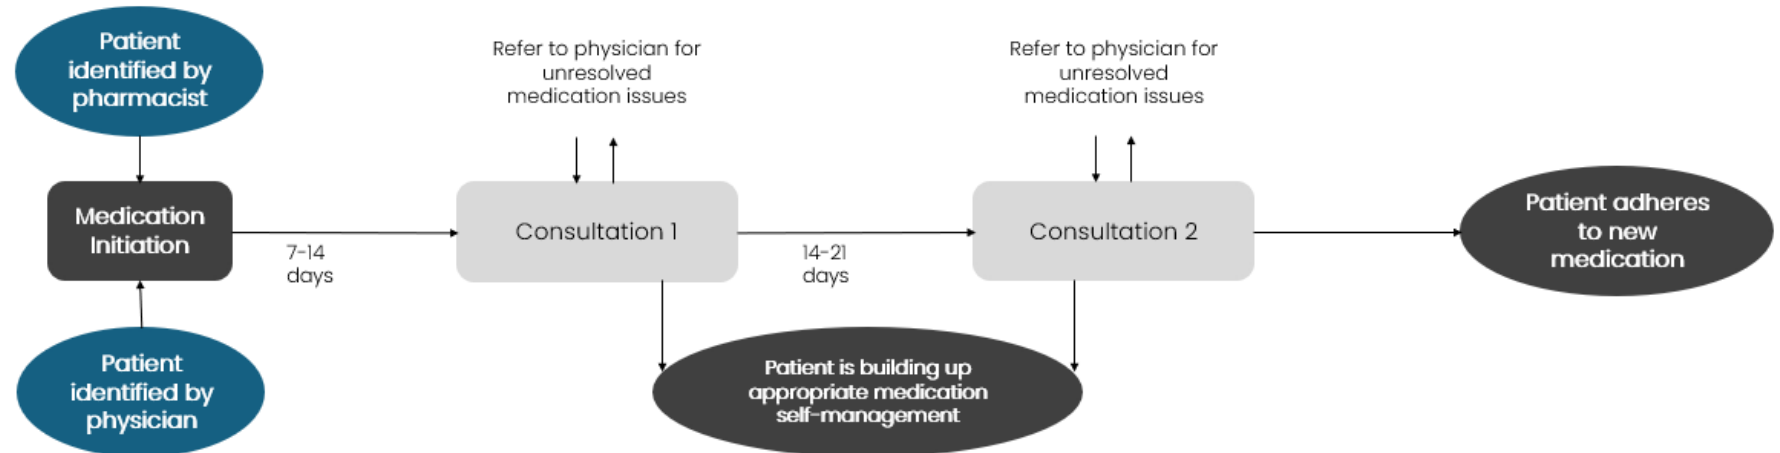 Patient
identified by
pharmacist
Refer to physician for
unresolved
medication issues
Refer to physician for
unresolved
medication issues
Medication
Initiation
7-14
days
Consultation 1
14-21
days
Consultation 2
Patient adheres
to new
medication
Patient
identified by
physician
Patient is building up
appropriate medication
self-management